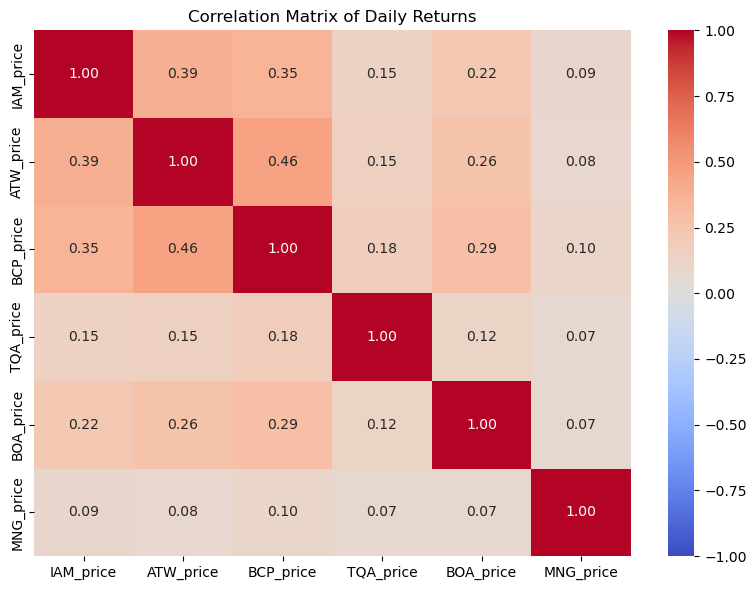 Correlation Matrix of Daily Returns
IAM_price 1.00 0.39 0.35 0.15 0.22 0.09
ATW_price 0.39 1.00 0.46 0.15 0.26 0.08
BCP_price 0.35 0.46 1.00 0.18 0.29 0.10
TQA_price 0.15 0.15 0.18 1.00 0.12 0.07
BOA_price 0.22 0.26 0.29 0.12 1.00 0.07
MNG_price 0.09 0.08 0.10 0.07 0.07 1.00
IAM_price ATW_price BCP_price TQA_price BOA_price MNG_price
1.00
0.75
0.50
0.25
0.00
−0.25
−0.50
−0.75
−1.00